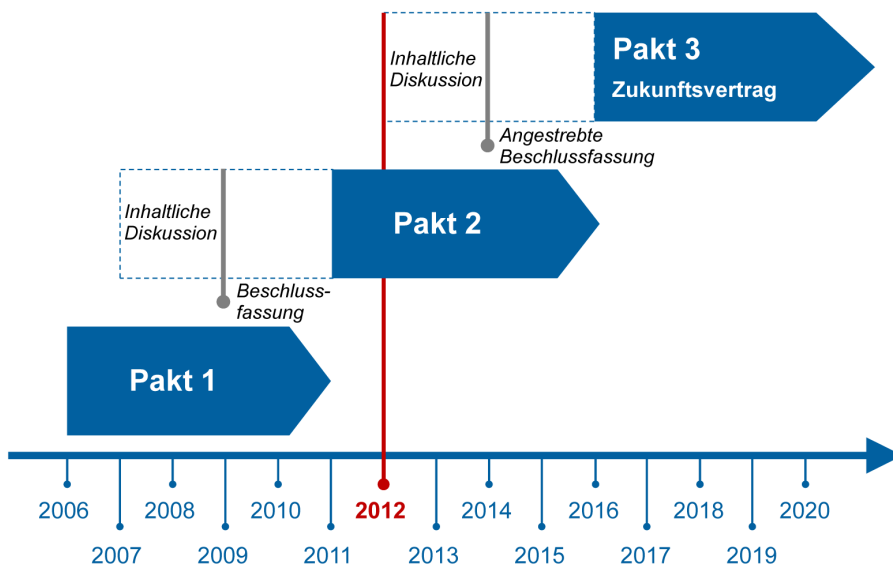 Inhaltliche
Diskussion
Pakt 3
Zukunftsvertrag
Angestrebte
Beschlussfassung
Inhaltliche
Diskussion
Pakt 2
Beschluss-
fassung
Pakt 1
2006
2008
2010
2012
2014
2016
2018
2020
2007
2009
2011
2013
2015
2017
2019